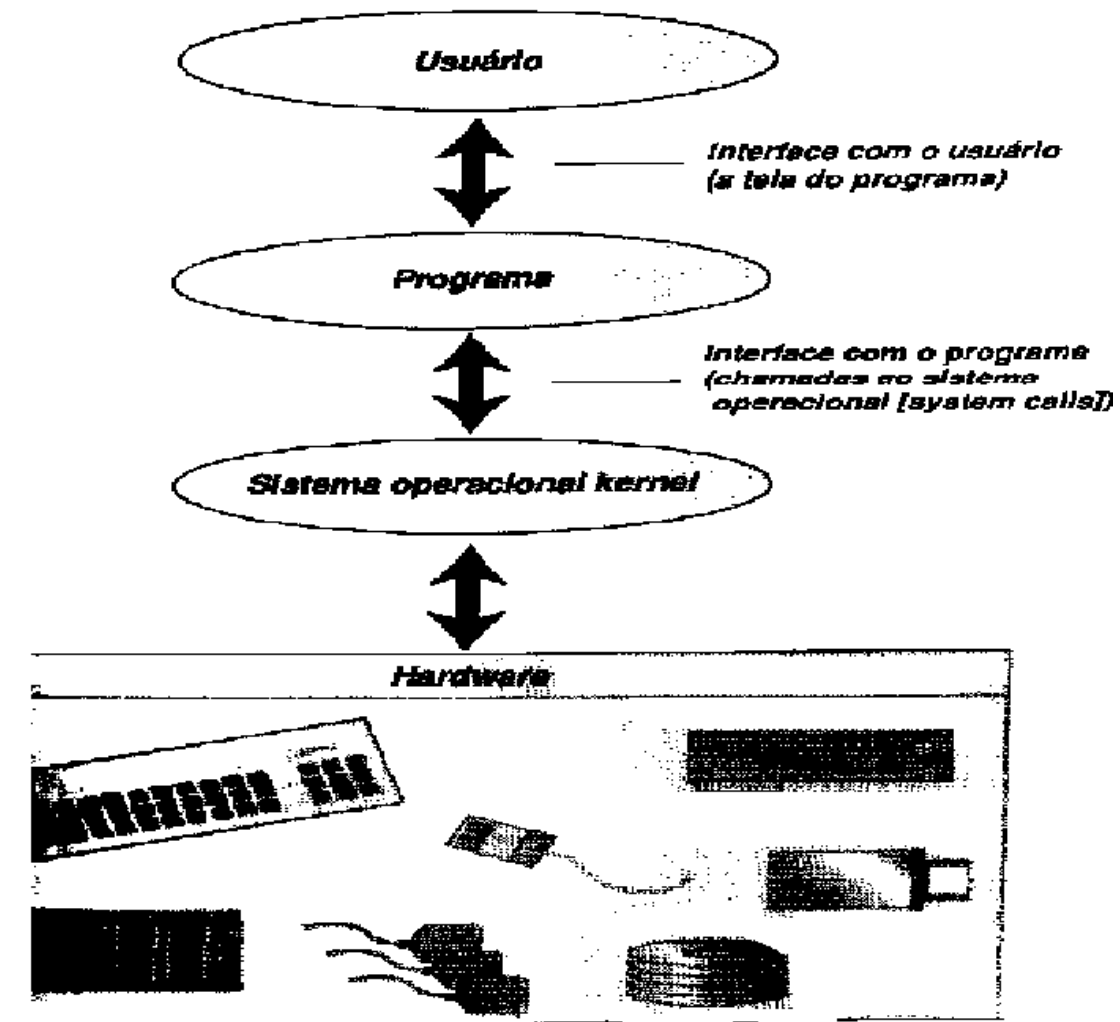 Usuário
Interface com o usuário
(a tela do programa)
Programa
Interface com o programa
(chamadas ao sistema
operacional [system calls])
Sistema operacional kernel
Hardware